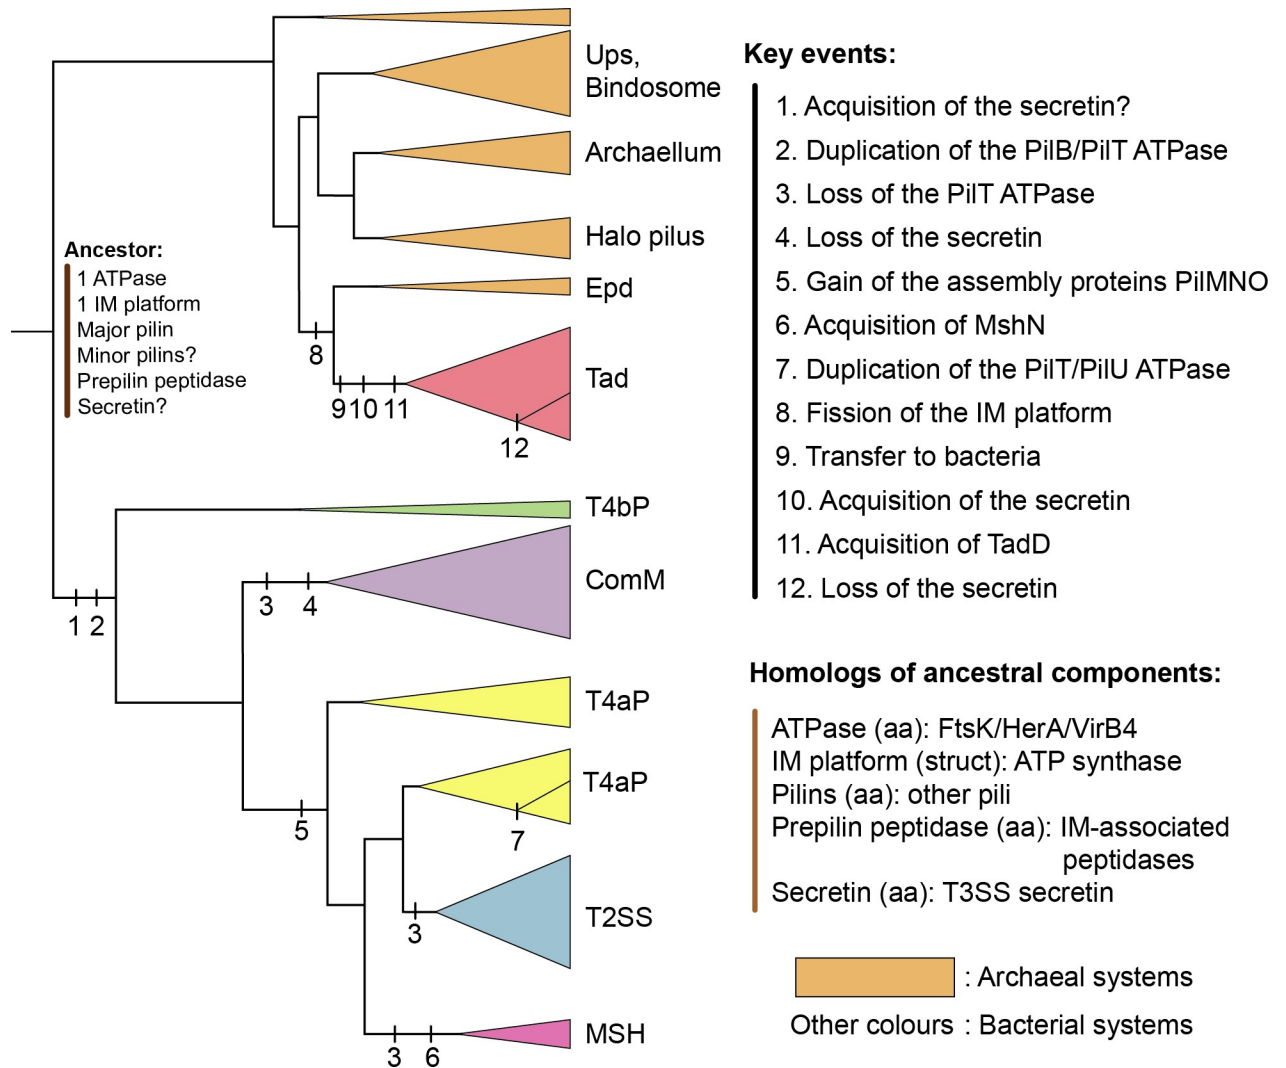 Ups,
Bindosome
Archaellum
Halo pilus
Epd
Tad
T4bP
ComM
T4aP
T4aP
T2SS
MSH
Ancestor:
1 ATPase
1 IM platform
Major pilin
Minor pilins?
Prepilin peptidase
Secretin?
8
9 10 11
12
1 2
3 4
5
7
3
3 6
Key events:
1. Acquisition of the secretin?
2. Duplication of the PilB/PilT ATPase
3. Loss of the PilT ATPase
4. Loss of the secretin
5. Gain of the assembly proteins PilMNO
6. Acquisition of MshN
7. Duplication of the PilT/PilU ATPase
8. Fission of the IM platform
9. Transfer to bacteria
10. Acquisition of the secretin
11. Acquisition of TadD
12. Loss of the secretin
Homologs of ancestral components:
ATPase (aa): FtsK/HerA/VirB4
IM platform (struct): ATP synthase
Pilins (aa): other pili
Prepilin peptidase (aa): IM-associated
peptidases
Secretin (aa): T3SS secretin
: Archaeal systems
Other colours : Bacterial systems